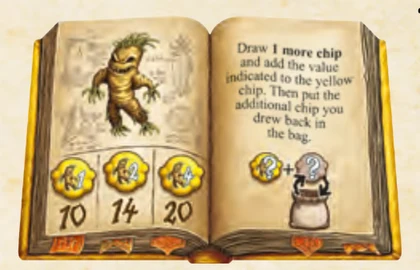 1 2 4
10 14 20
Draw 1 more chip
and add the value
indicated to the yellow
chip. Then put the
additional chip you
drew back in
the bag.
? + ?